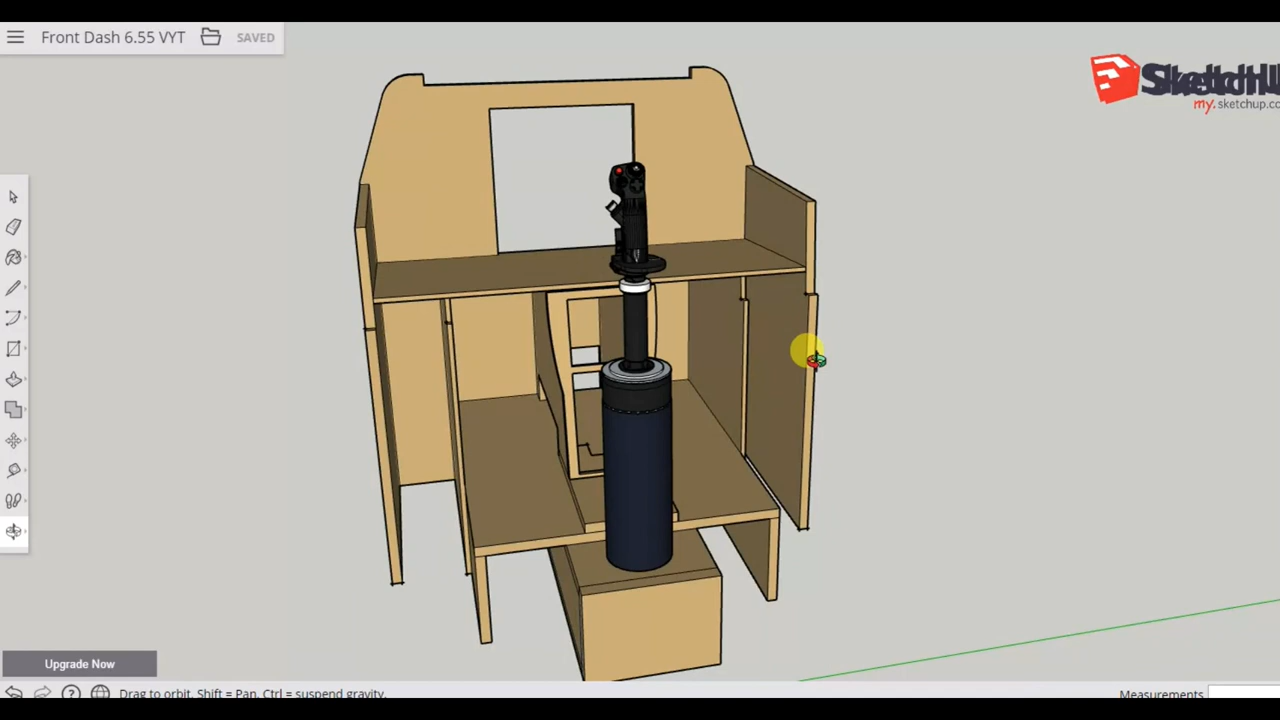 Front Dash 6.55 VYT
SAVED
my.sketchup.co
Upgrade Now
Drag to orbit. Shift = Pan, Ctrl = suspend gravity.
Measurements